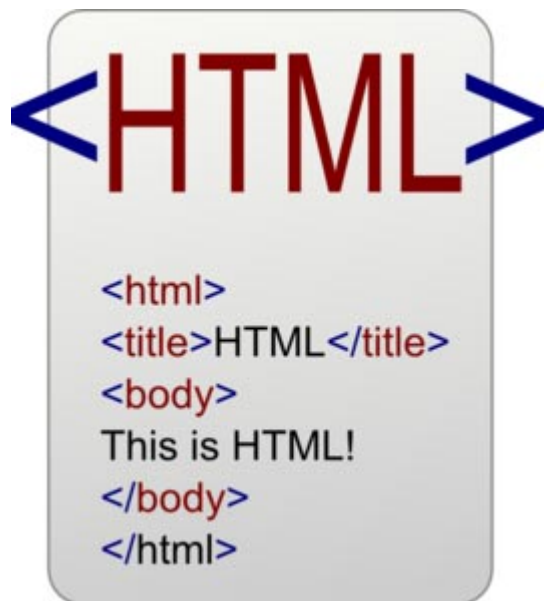 <HTML>
<html>
<title>HTML</title>
<body>
This is HTML!
</body>
</html>